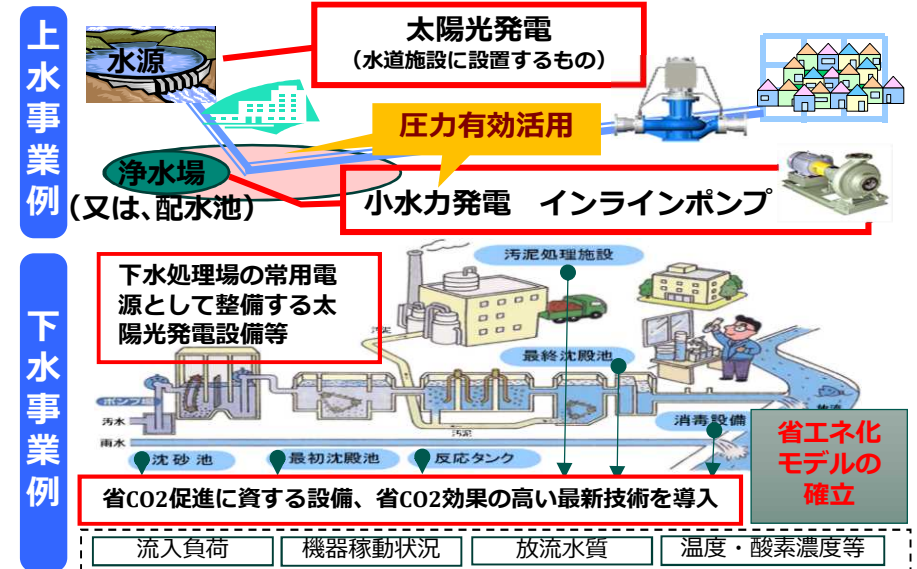 上水事業例
水源
太陽光発電
(水道施設に設置するもの)
圧力有効活用
浄水場
(又は、配水池)
小水力発電 インラインポンプ
下水事業例
下水処理場の常用電
源として整備する太
陽光発電設備等
汚泥処理施設
汚泥
最終沈殿池
ポンプ場
汚水
汚泥
雨水
消毒設備
放流
沈砂池
最初沈殿池
反応タンク
省エネ化
モデルの
確立
省CO2促進に資する設備、省CO2効果の高い最新技術を導入
流入負荷
機器稼動状況
放流水質
温度・酸素濃度等